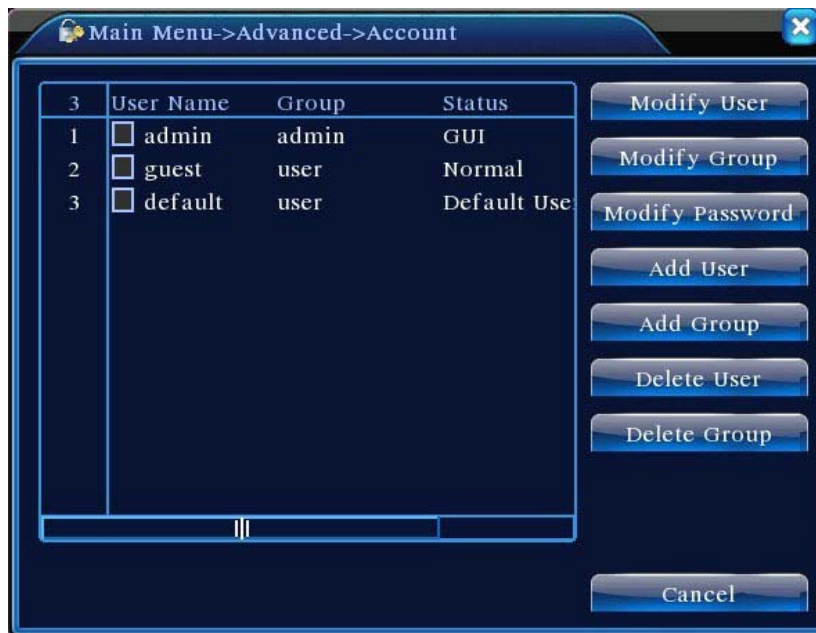 Main Menu->Advanced->Account
3 User Name Group Status
1 admin admin GUI
2 guest user Normal
3 default user Default Use
Modify User
Modify Group
Modify Password
Add User
Add Group
Delete User
Delete Group
Cancel